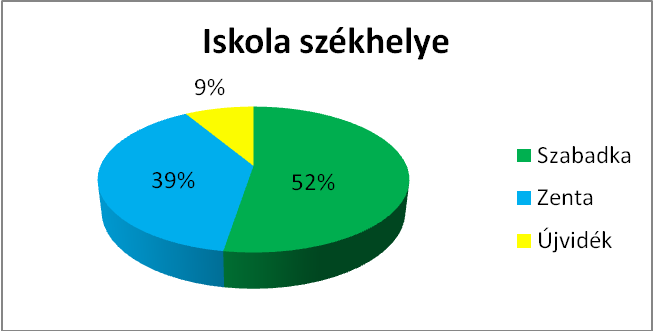 Iskola székhelye
9%
39%
52%
Szabadka
Zenta
Újvidék